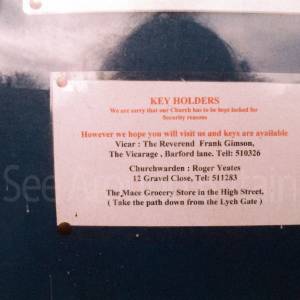 KEY HOLDERS
We are sorry that our Church has to be kept locked for
Security reasons
However we hope you will visit us and keys are available
Vicar : The Reverend Frank Gimson,
The Vicarage , Barford lane. Tell: 510326
Churchwarden : Roger Yeates
12 Gravel Close, Tel: 511283
The Mace Grocery Store in the High Street,
( Take the path down from the Lych Gate )
See